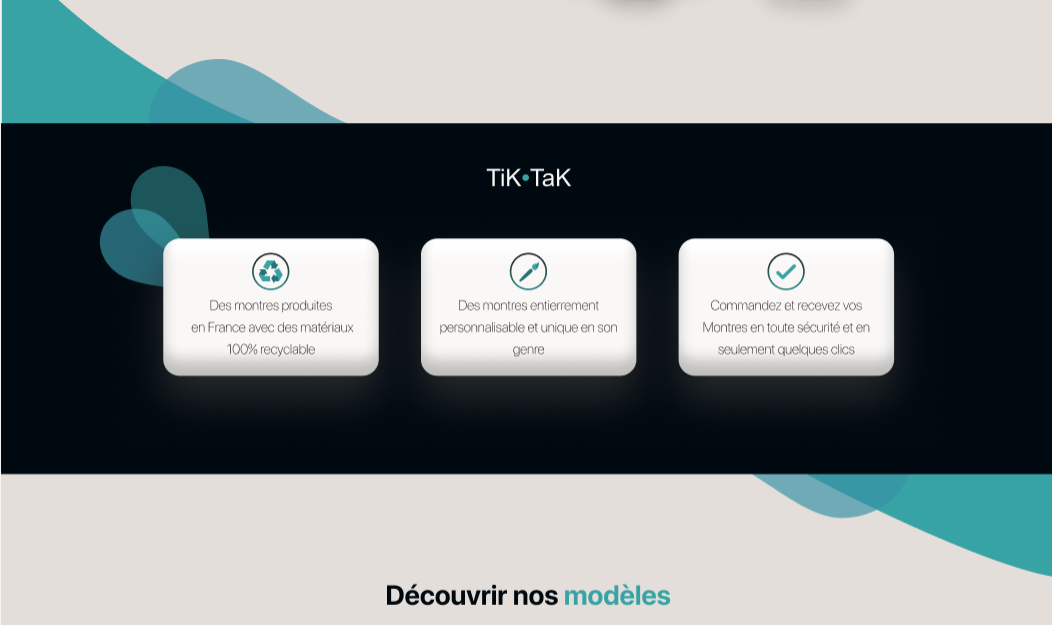 TiK•TaK
Des montres produites
en France avec des matériaux
100% recyclable
Des montres entierrement
personnalisable et unique en son
genre
Commandez et recevez vos
Montres en toute sécurité et en
seulement quelques clics
Découvrir nos modèles